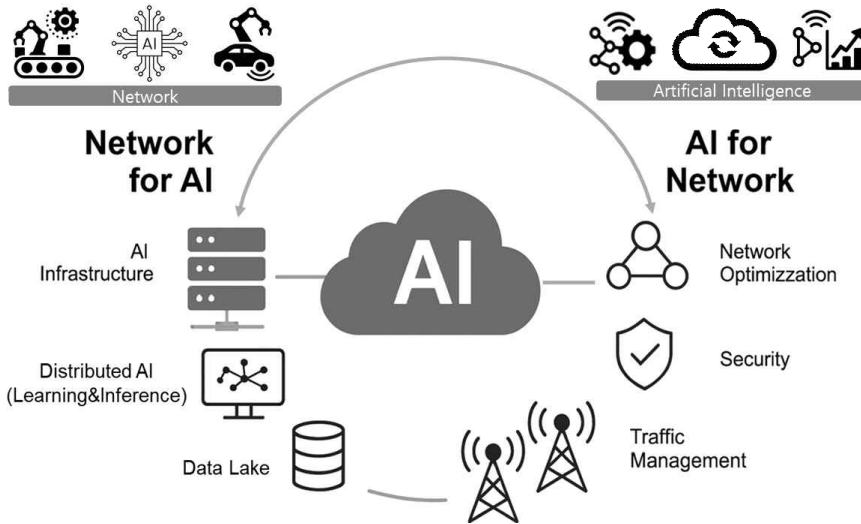 AI
Network
Artificial Intelligence
Network
for AI
AI for
Network
AI
Infrastructure
AI
Network
Optimizzation
Distributed AI
(Learning&Inference)
Security
Data Lake
Traffic
Management